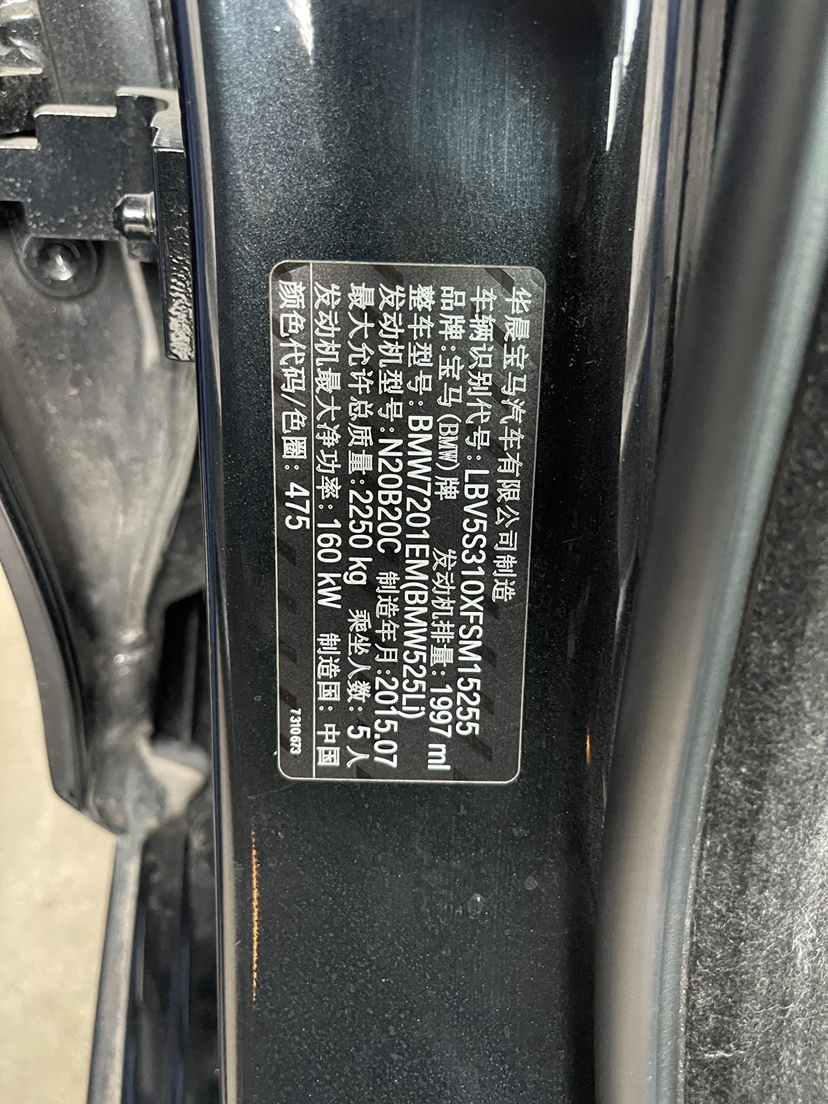 华晨宝马汽车有限公司制造
车辆识别代号:LBV5S310XFSM15255
品牌:宝马(BMW)牌 发动机排量:1997 ml
整车型号:BMW7201EM(BMW525Li)
发动机型号:N20B20C 制造年月:2015.07
最大允许总质量:2250 kg 乘坐人数:5人
发动机最大净功率:160 kW 制造国:中国
颜色代码/色圈:475
7310673